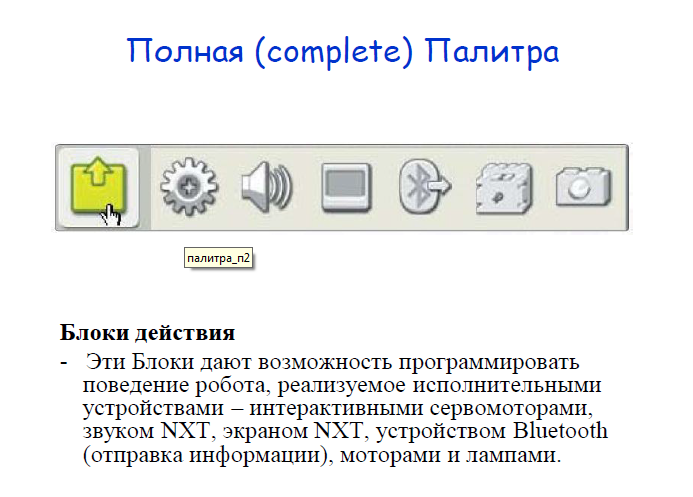 Полная (complete) Палитра
палитра_п2
Блоки действия
- Эти Блоки дают возможность программировать
поведение робота, реализуемое исполнительными
устройствами – интерактивными сервомоторами,
звуком NXT, экраном NXT, устройством Bluetooth
(отправка информации), моторами и лампами.